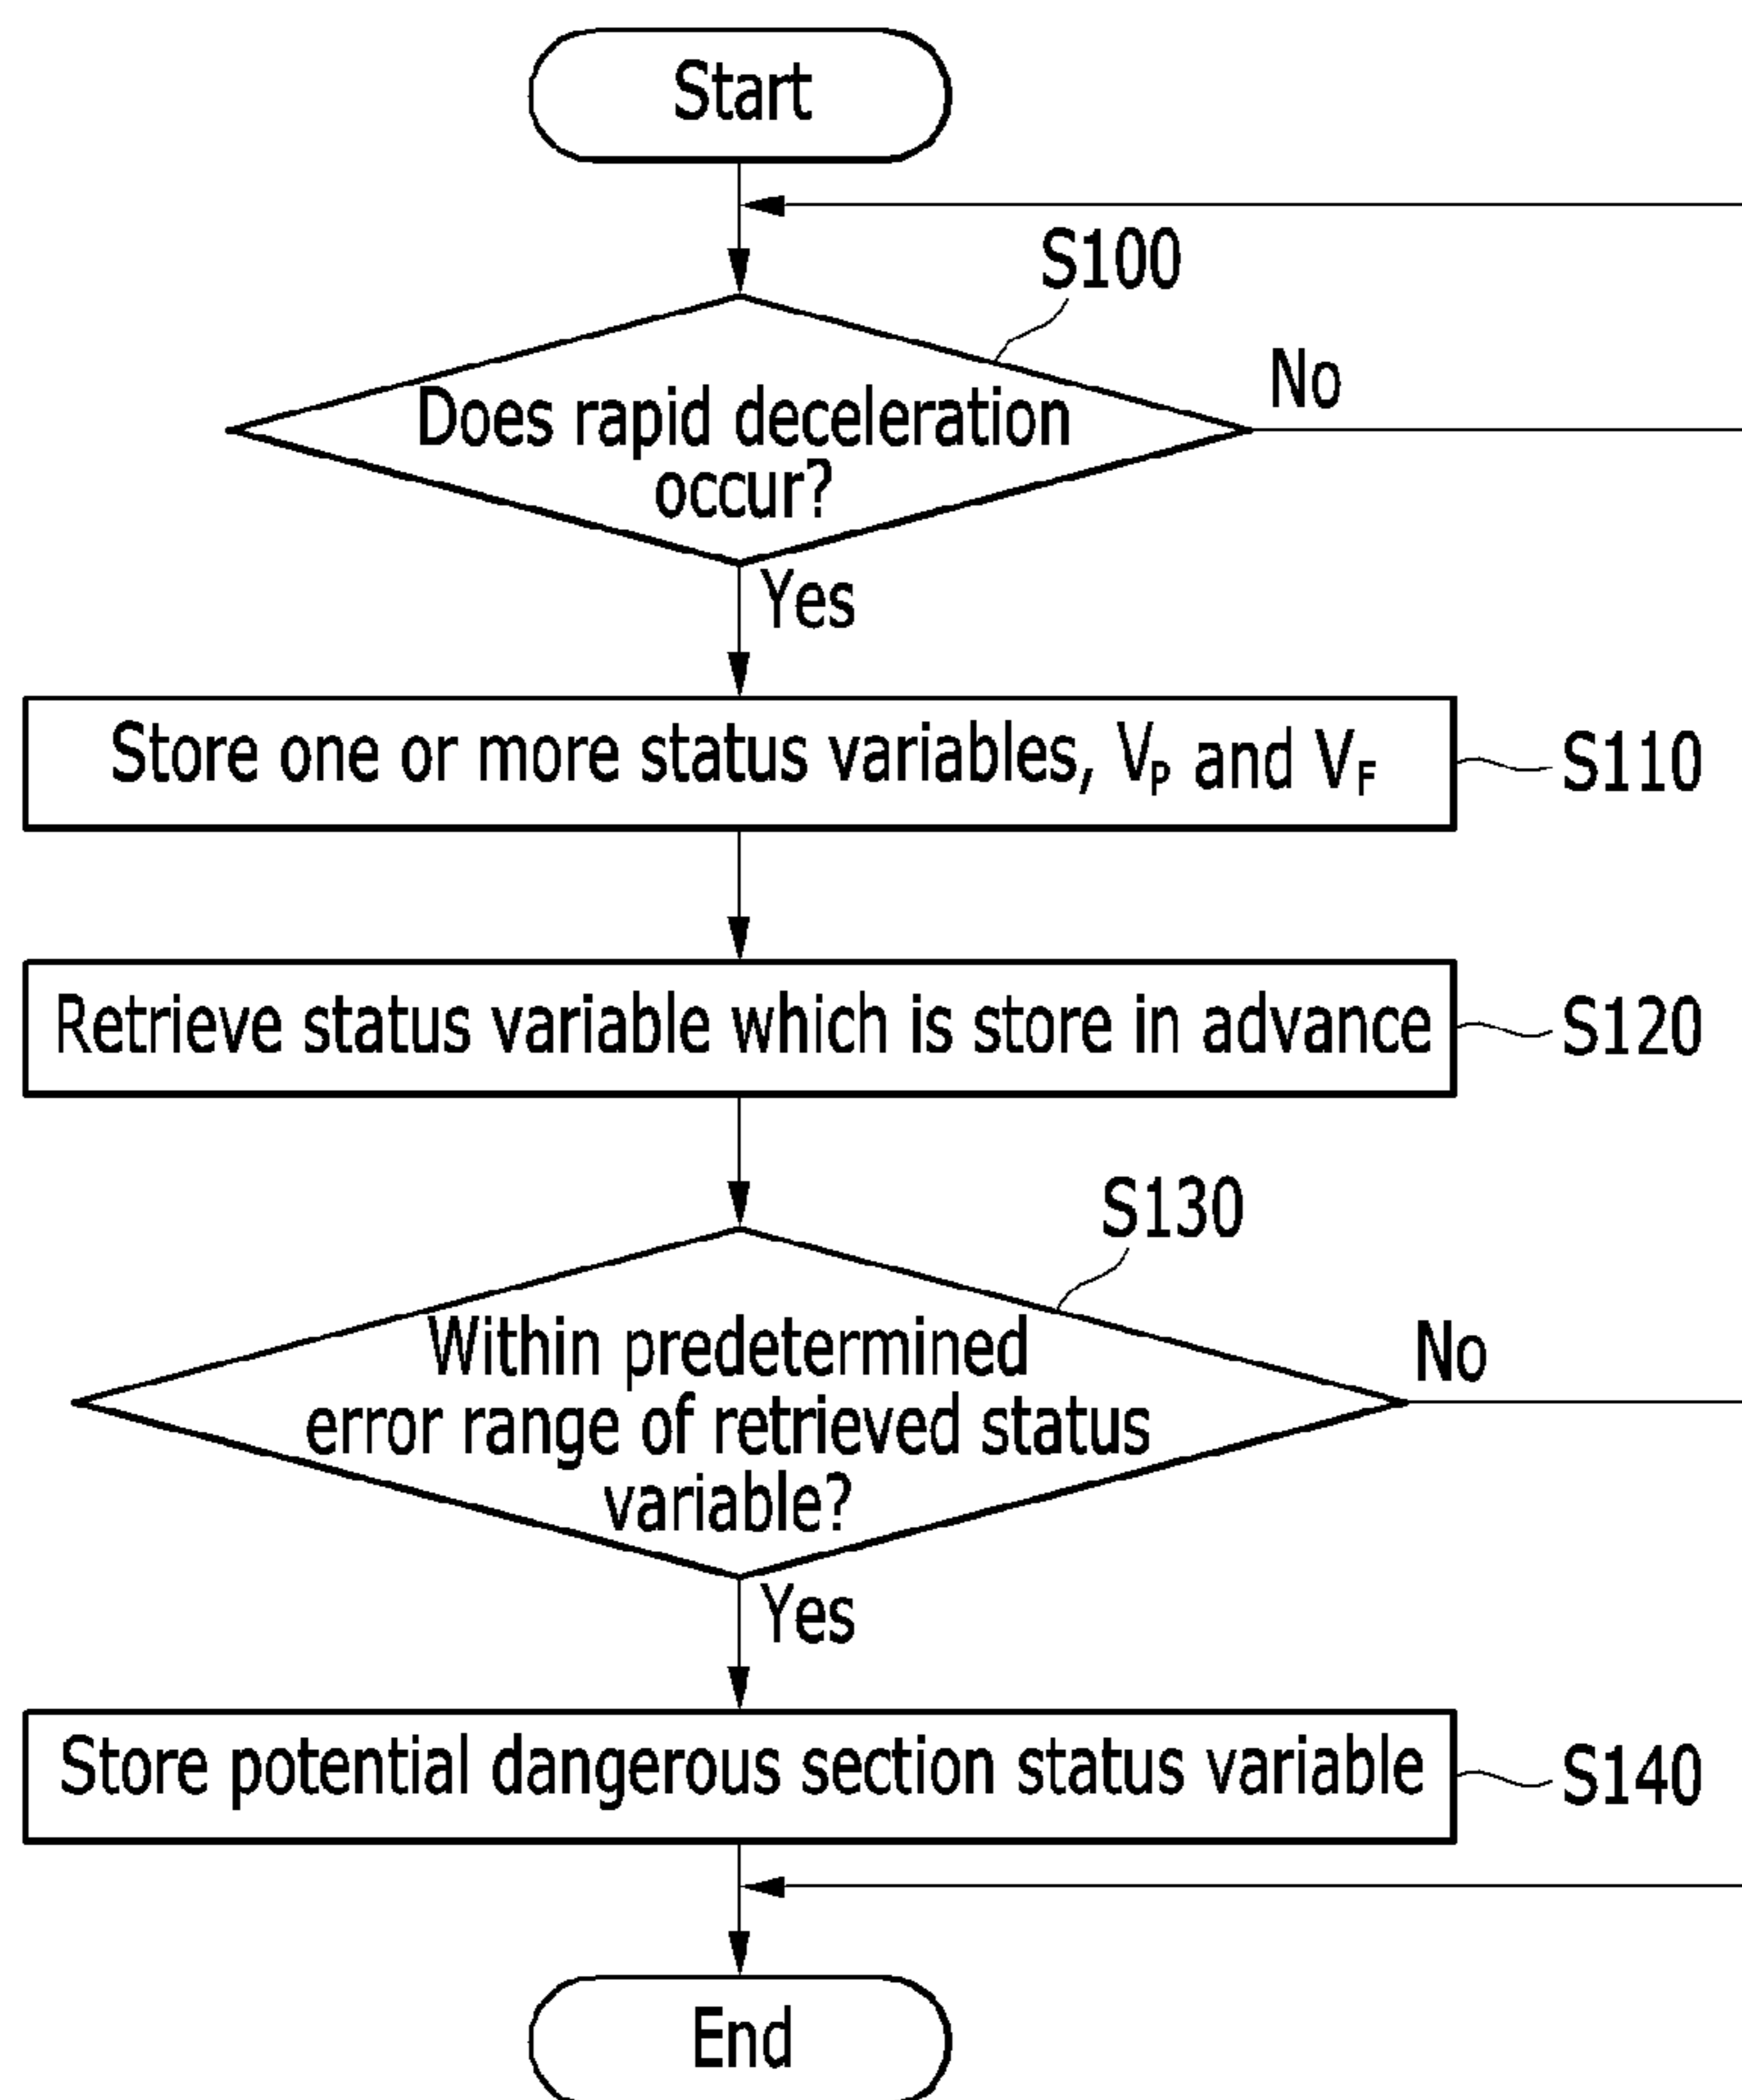 Start
S100
Does rapid deceleration
occur?
No
Yes
Store one or more status variables, VP and VF
S110
Retrieve status variable which is store in advance
S120
S130
Within predetermined
error range of retrieved status
variable?
No
Yes
Store potential dangerous section status variable
S140
End